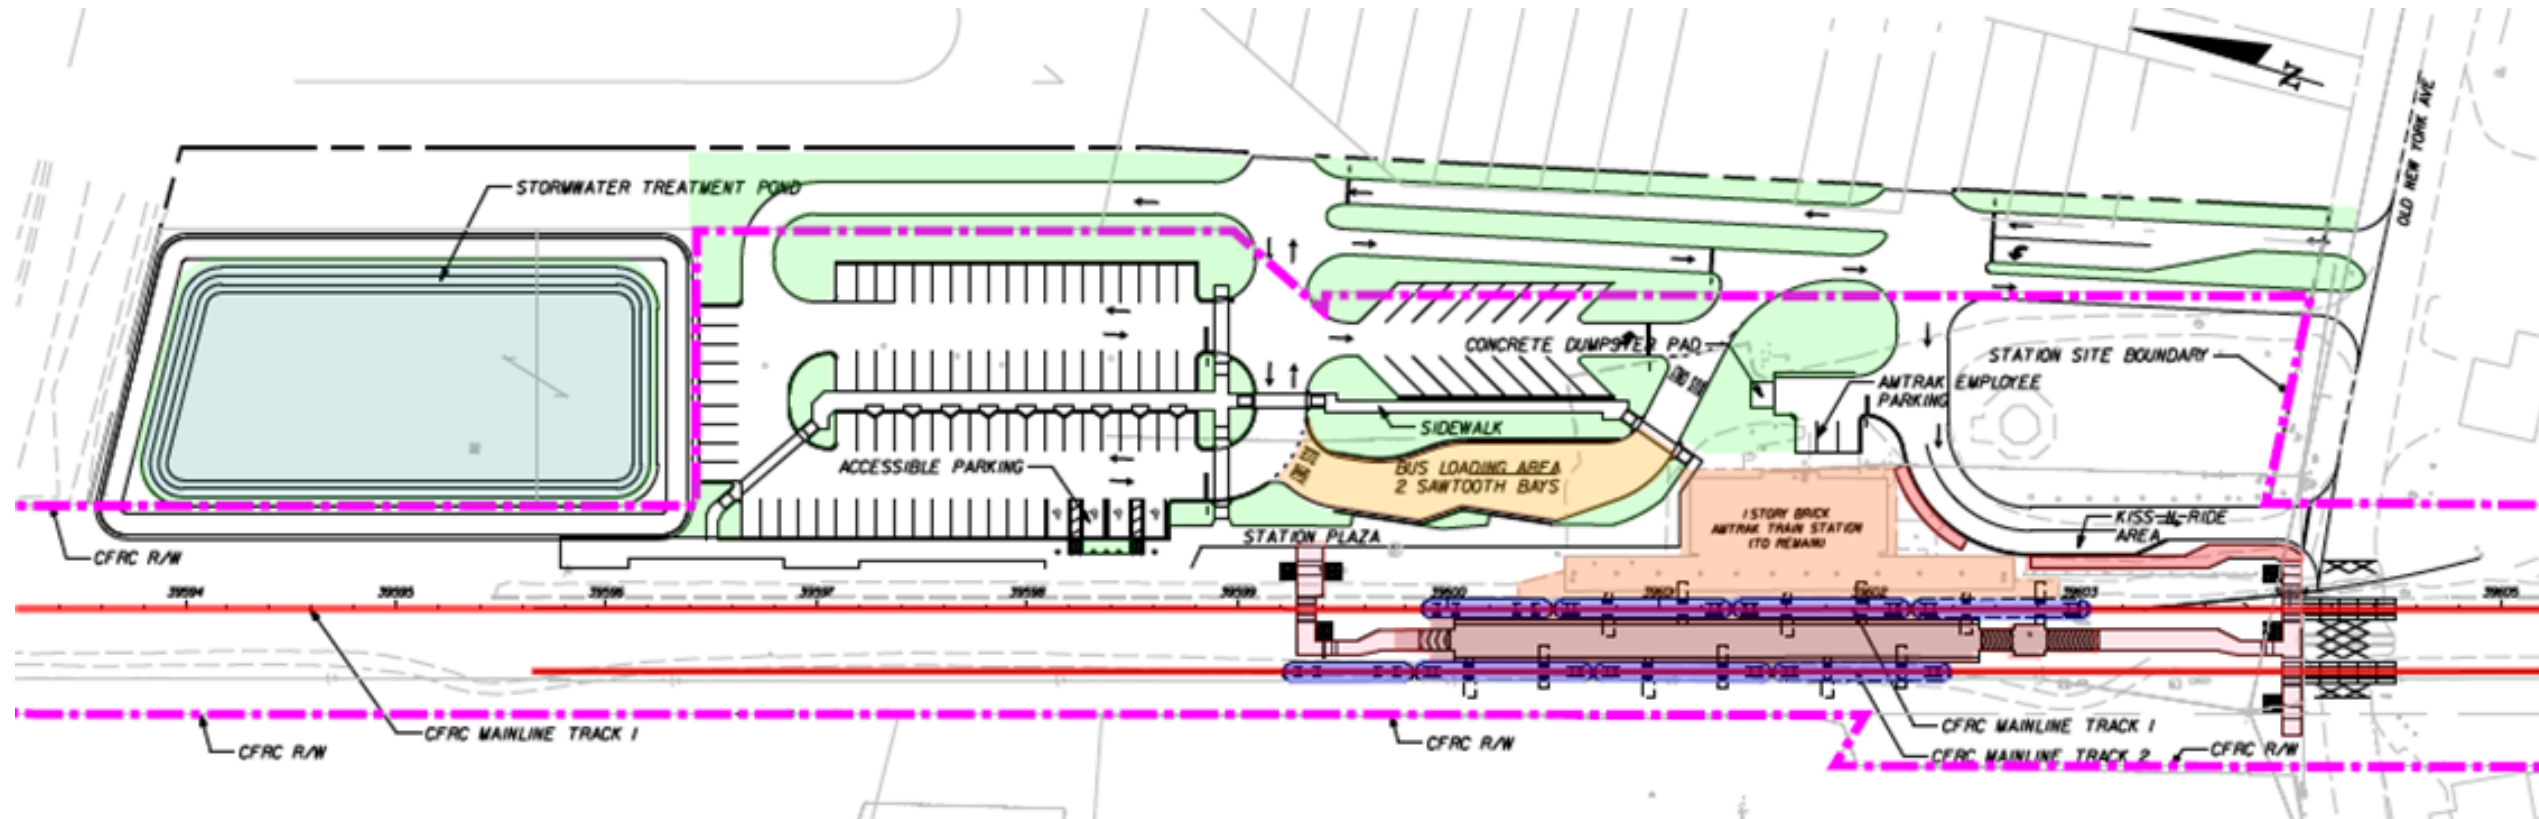 N
OLD NEW YORK AVE
STORMWATER TREATMENT POND
CONCRETE DUMPSTER PAD
STATION SITE BOUNDARY
AMTRAK EMPLOYEE
PARKING
SIDEWALK
ACCESSIBLE PARKING
BUS LOADING AREA
2 SAWTOOTH BAYS
1 STORY BRICK
AMTRAK TRAIN STATION
(TO REMAIN)
KISS-N-RIDE
AREA
STATION PLAZA
CFRC R/W
39594
39595
39596
39597
39598
39599
39600
39601
39602
39603
39605
CFRC MAINLINE TRACK 1
CFRC R/W
CFRC R/W
CFRC MAINLINE TRACK 1
CFRC MAINLINE TRACK 2
CFRC R/W